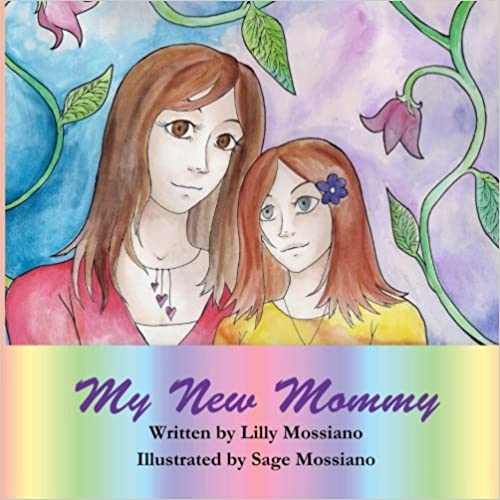 My New Mommy
Written by Lilly Mossiano
Illustrated by Sage Mossiano